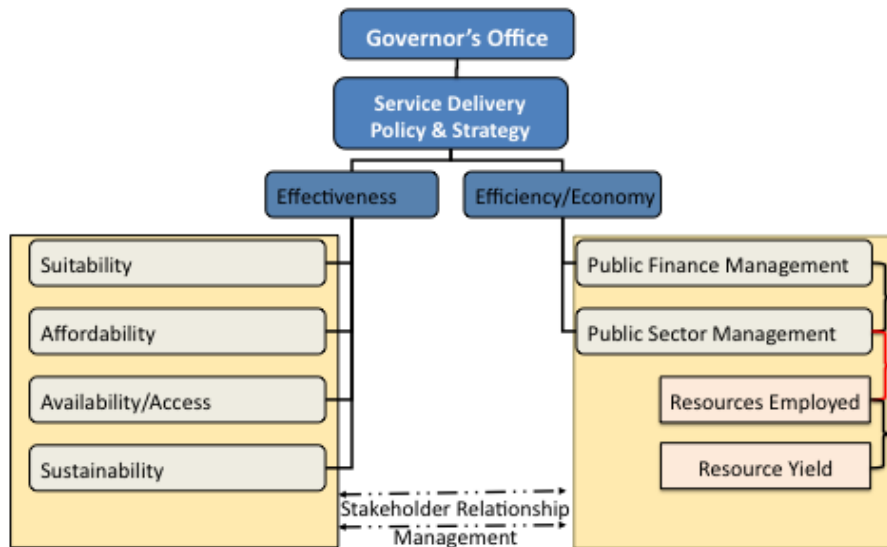 Governor's Office
Service Delivery
Policy & Strategy
Effectiveness
Efficiency/Economy
Suitability
Affordability
Availability/Access
Sustainability
Public Finance Management
Public Sector Management
Resources Employed
Resource Yield
Stakeholder Relationship
Management